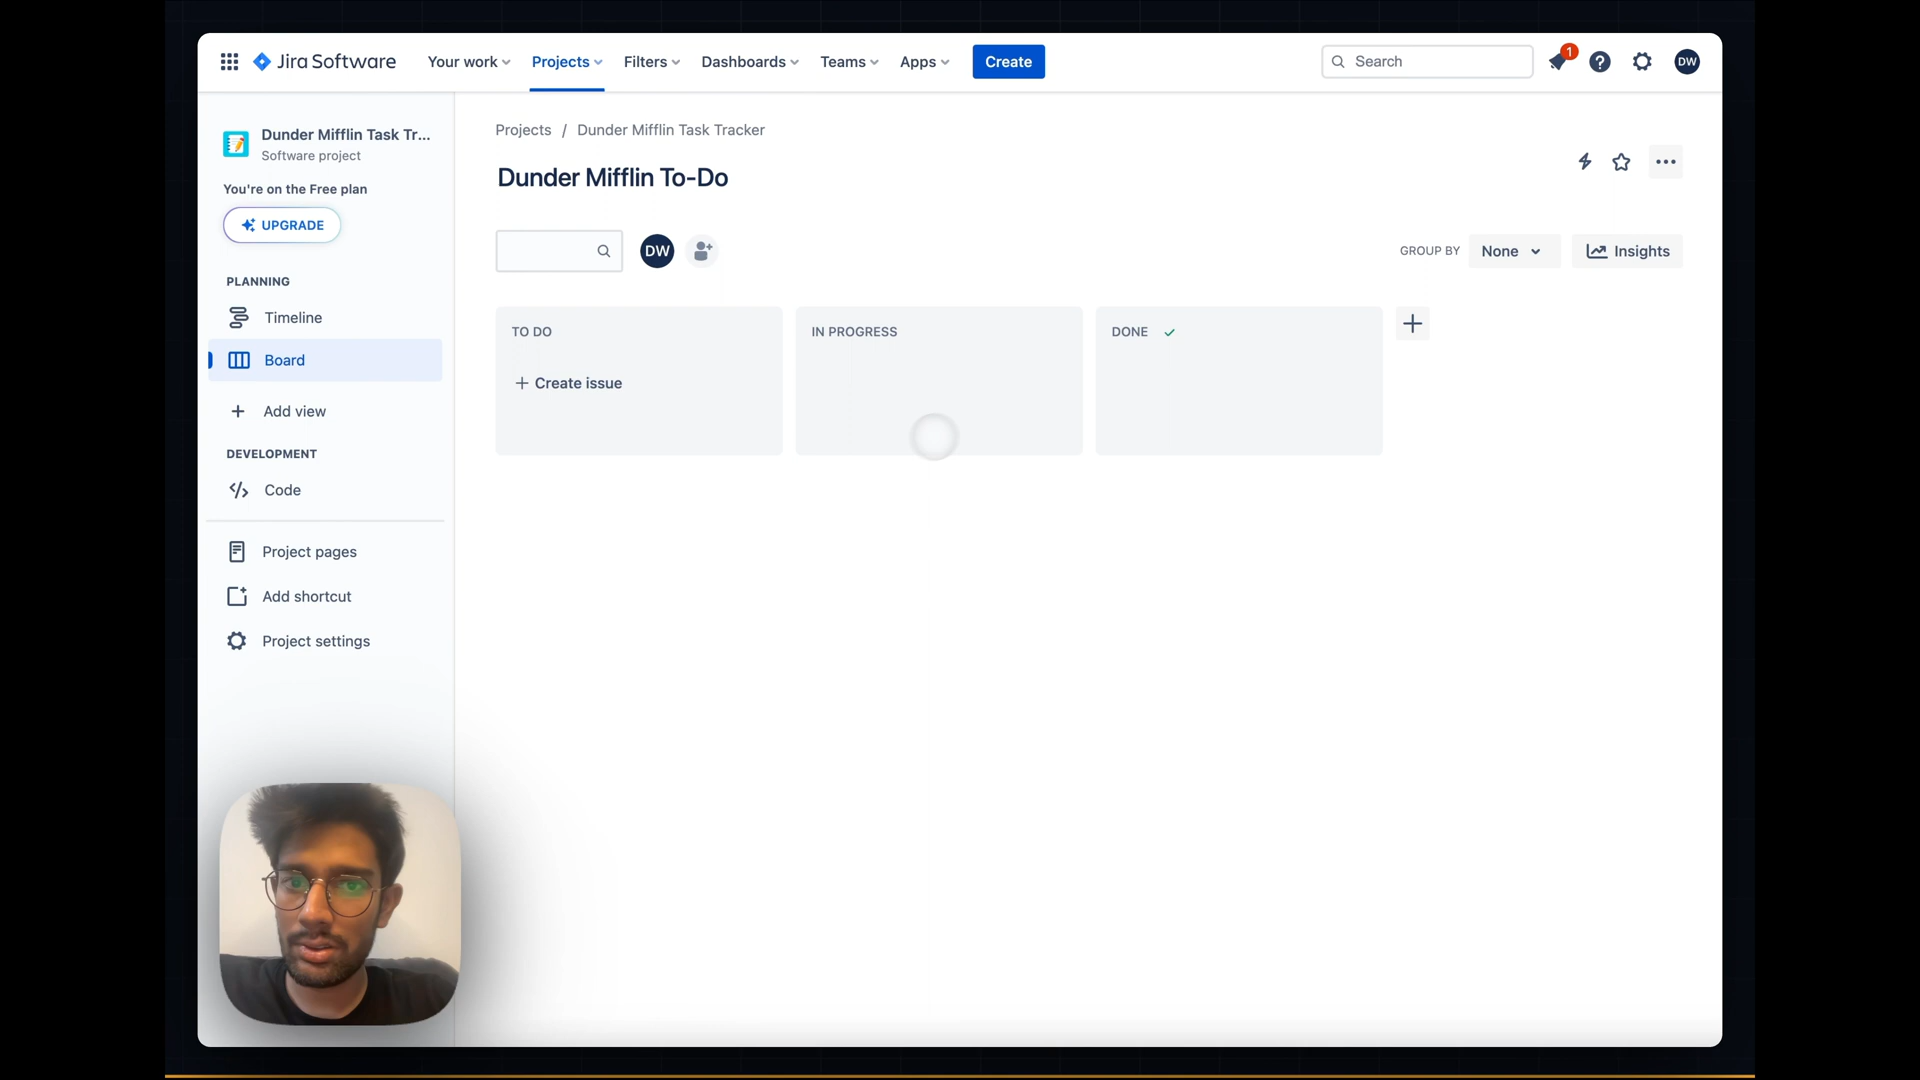 Jira Software
Your work
Projects
Filters
Dashboards
Teams
Apps
Create
Search
1
DW
Dunder Mifflin Task Tr...
Software project
You're on the Free plan
UPGRADE
PLANNING
Timeline
Board
Add view
DEVELOPMENT
Code
Project pages
Add shortcut
Project settings
Projects / Dunder Mifflin Task Tracker
Dunder Mifflin To-Do
DW
GROUP BY
None
Insights
TO DO
+ Create issue
IN PROGRESS
DONE